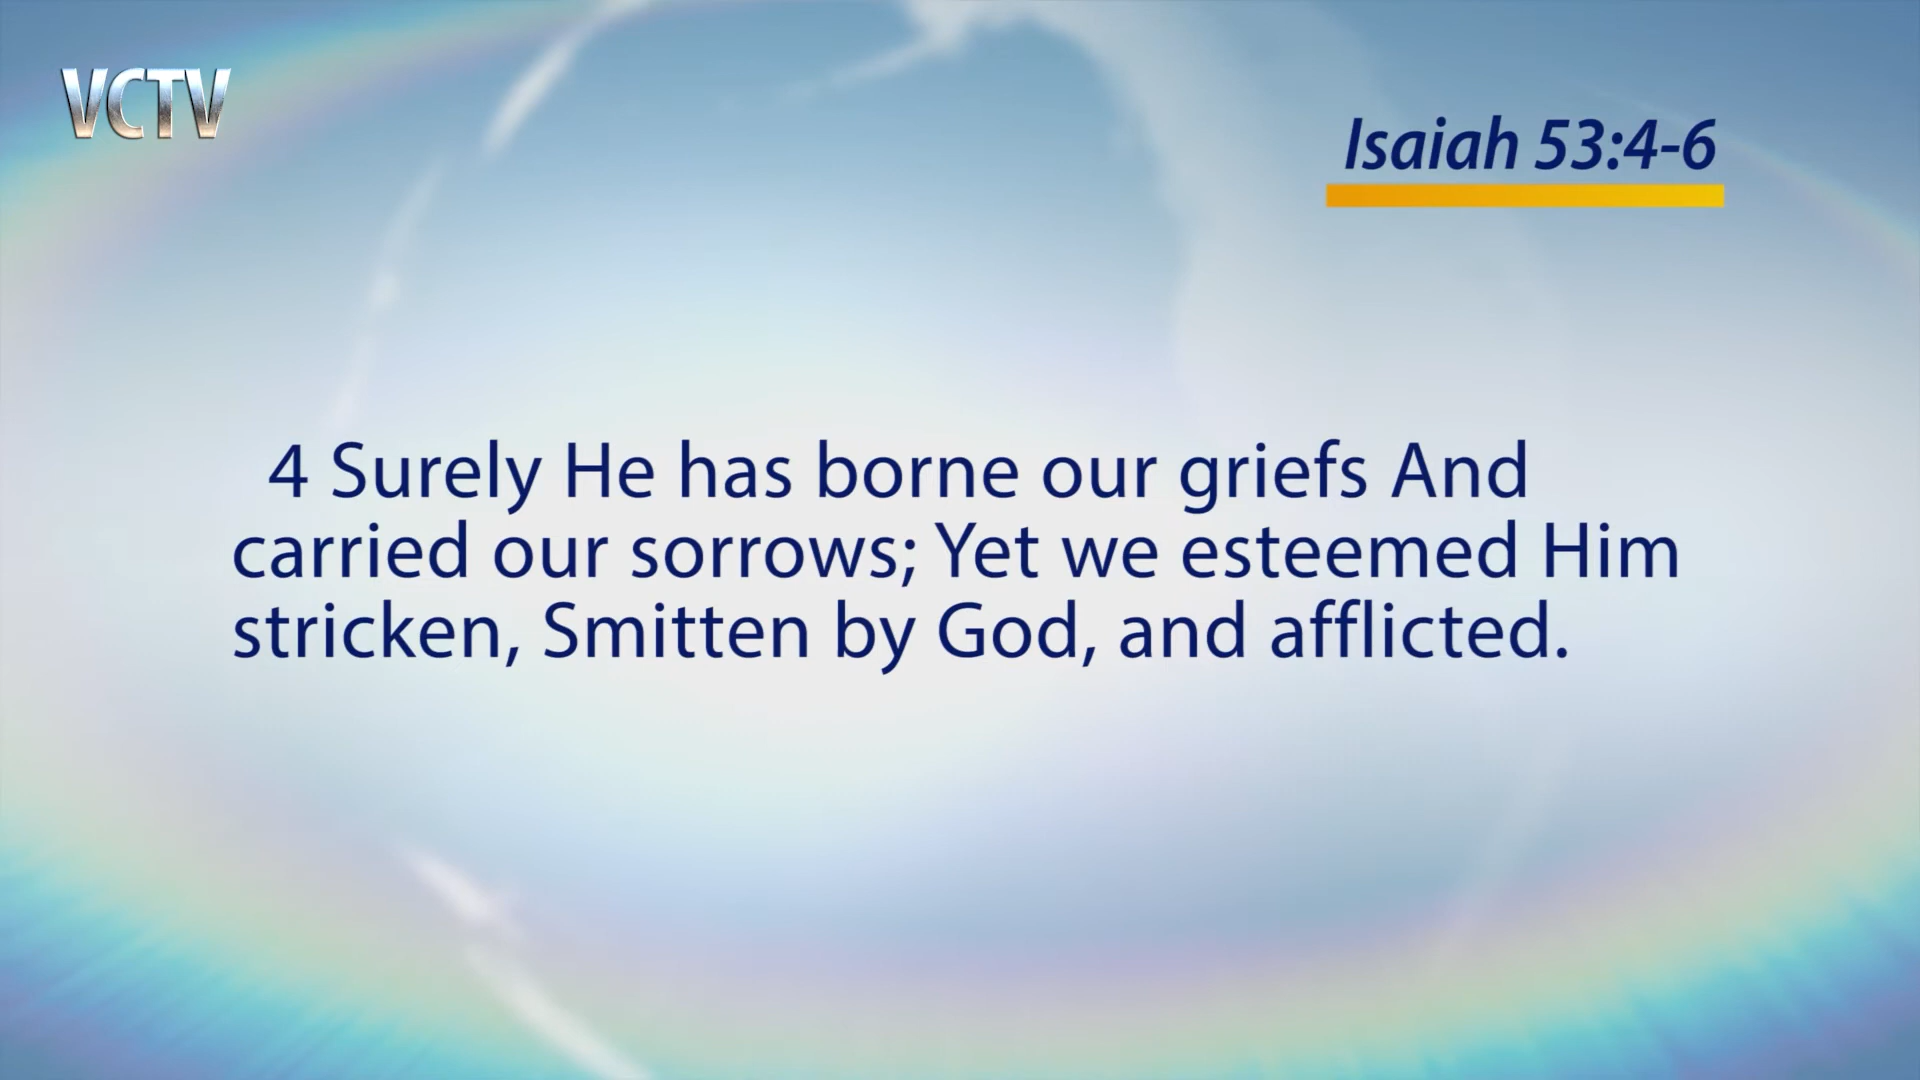 VCTV
Isaiah 53:4-6
4 Surely He has borne our griefs And
carried our sorrows; Yet we esteemed Him
stricken, Smitten by God, and afflicted.